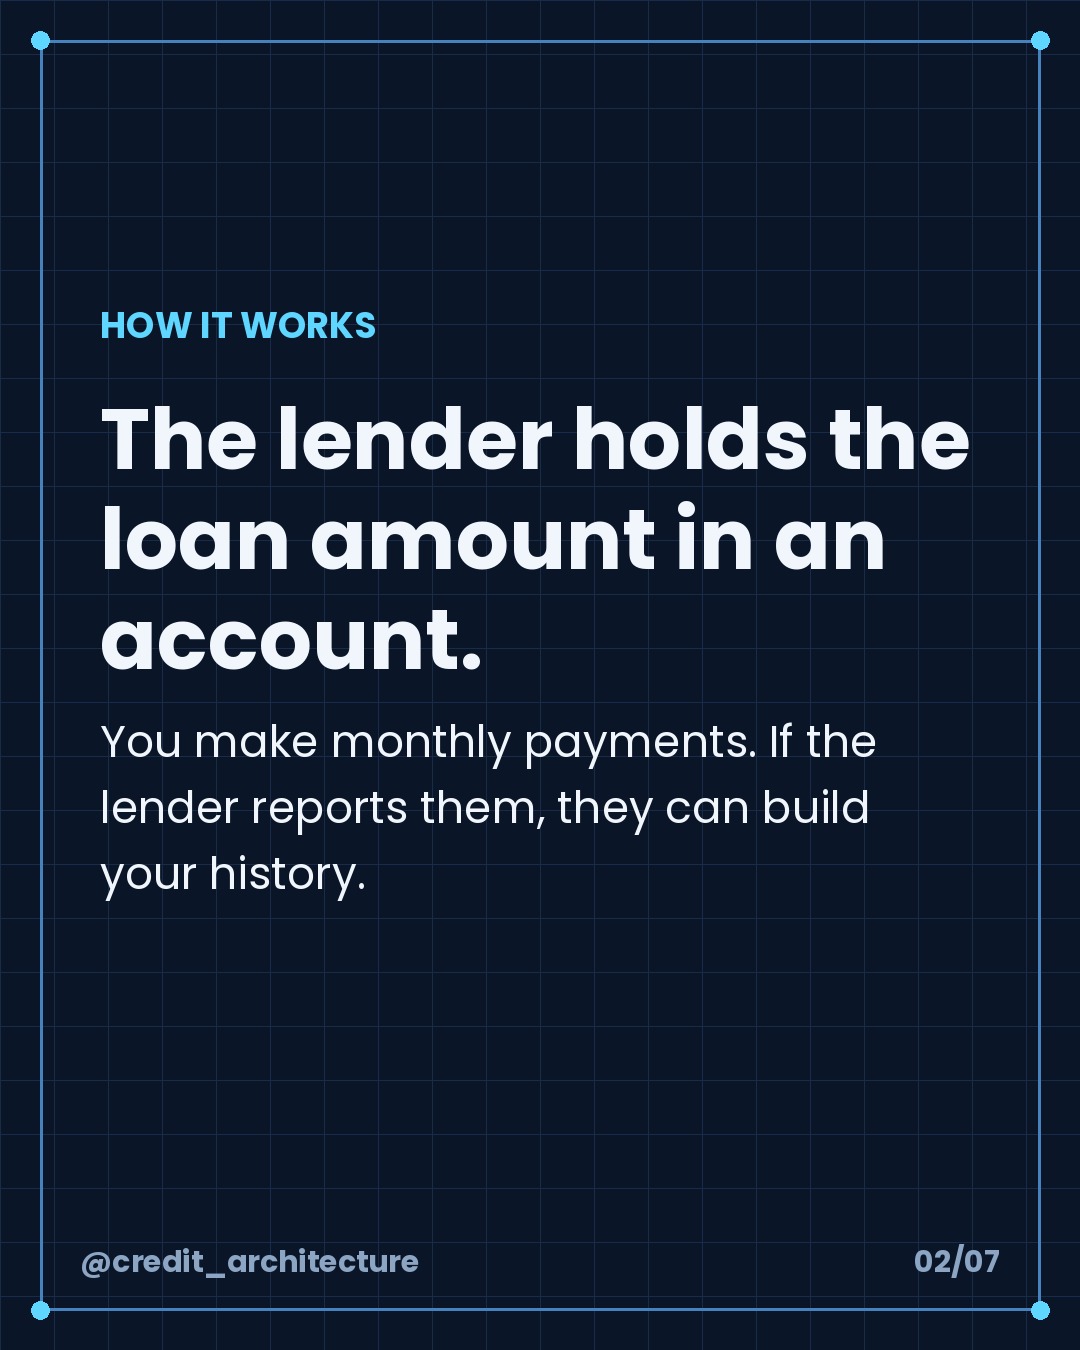 HOW IT WORKS
The lender holds the
loan amount in an
account.
You make monthly payments. If the
lender reports them, they can build
your history.
@credit_architecture
02/07